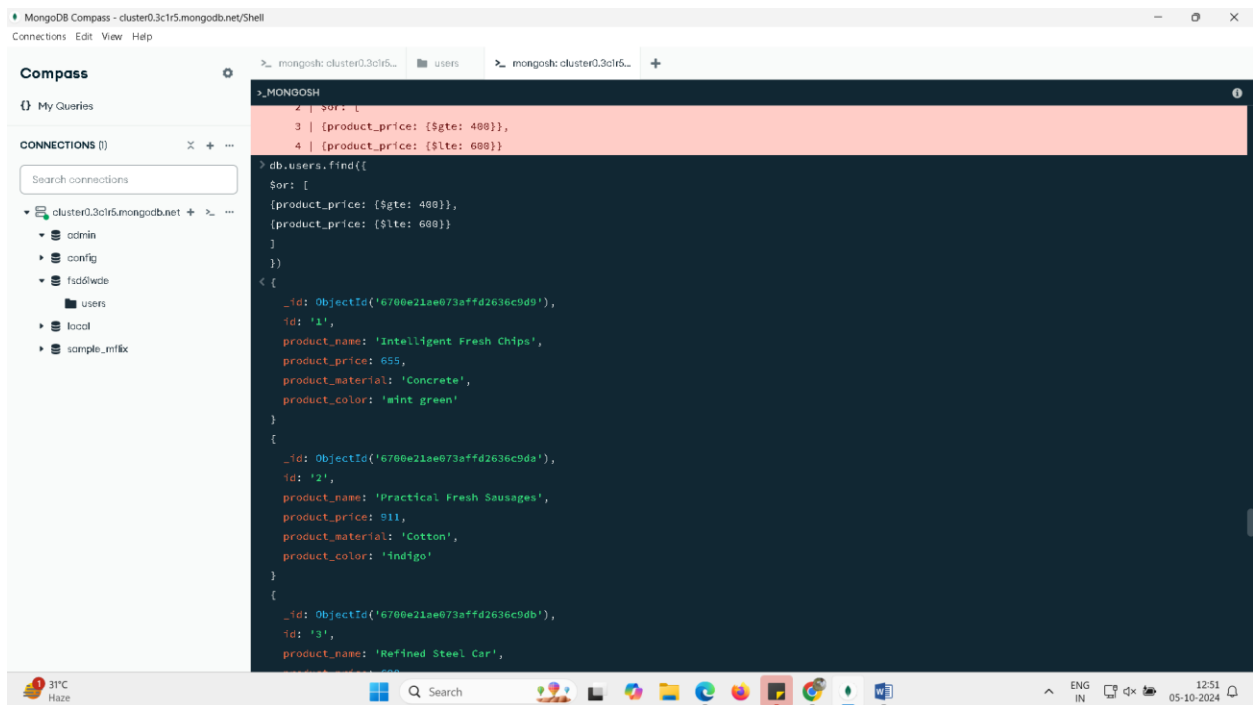 MongoDB Compass - cluster0.3c1r5.mongodb.net/Shell
Connections Edit View Help
Compass
My Queries
CONNECTIONS (1)
Search connections
cluster0.3c1r5.mongodb.net
admin
config
fsd61wde
users
local
sample_mflix
>_ mongosh: cluster0.3c1r5...
users
>_ mongosh: cluster0.3c1r5...
>_MONGOSH
2 | $or: [
3 | {product_price: {$gte: 400}},
4 | {product_price: {$lte: 600}}
> db.users.find({
$or: [
{product_price: {$gte: 400}},
{product_price: {$lte: 600}}
]
})
< {
_id: ObjectId('6700e21ae073affd2636c9d9'),
id: '1',
product_name: 'Intelligent Fresh Chips',
product_price: 655,
product_material: 'Concrete',
product_color: 'mint green'
}
{
_id: ObjectId('6700e21ae073affd2636c9da'),
id: '2',
product_name: 'Practical Fresh Sausages',
product_price: 911,
product_material: 'Cotton',
product_color: 'indigo'
}
{
_id: ObjectId('6700e21ae073affd2636c9db'),
id: '3',
product_name: 'Refined Steel Car',
1
31°C
Haze
Search
ENG
IN
12:51
05-10-2024